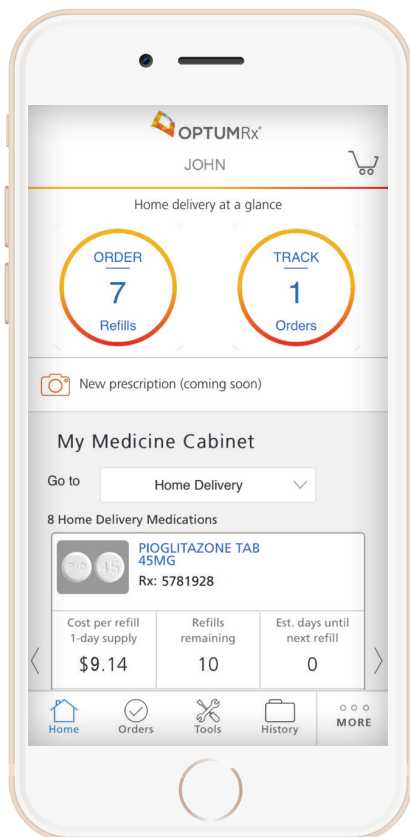 OPTUMRx®
JOHN
Home delivery at a glance
ORDER
7
Refills
TRACK
1
Orders
New prescription (coming soon)
My Medicine Cabinet
Go to
Home Delivery
8 Home Delivery Medications
PIO 45
PIOGLITAZONE TAB
45MG
Rx: 5781928
Cost per refill
1-day supply
$9.14
Refills
remaining
10
Est. days until
next refill
0
Home
Orders
Tools
History
MORE